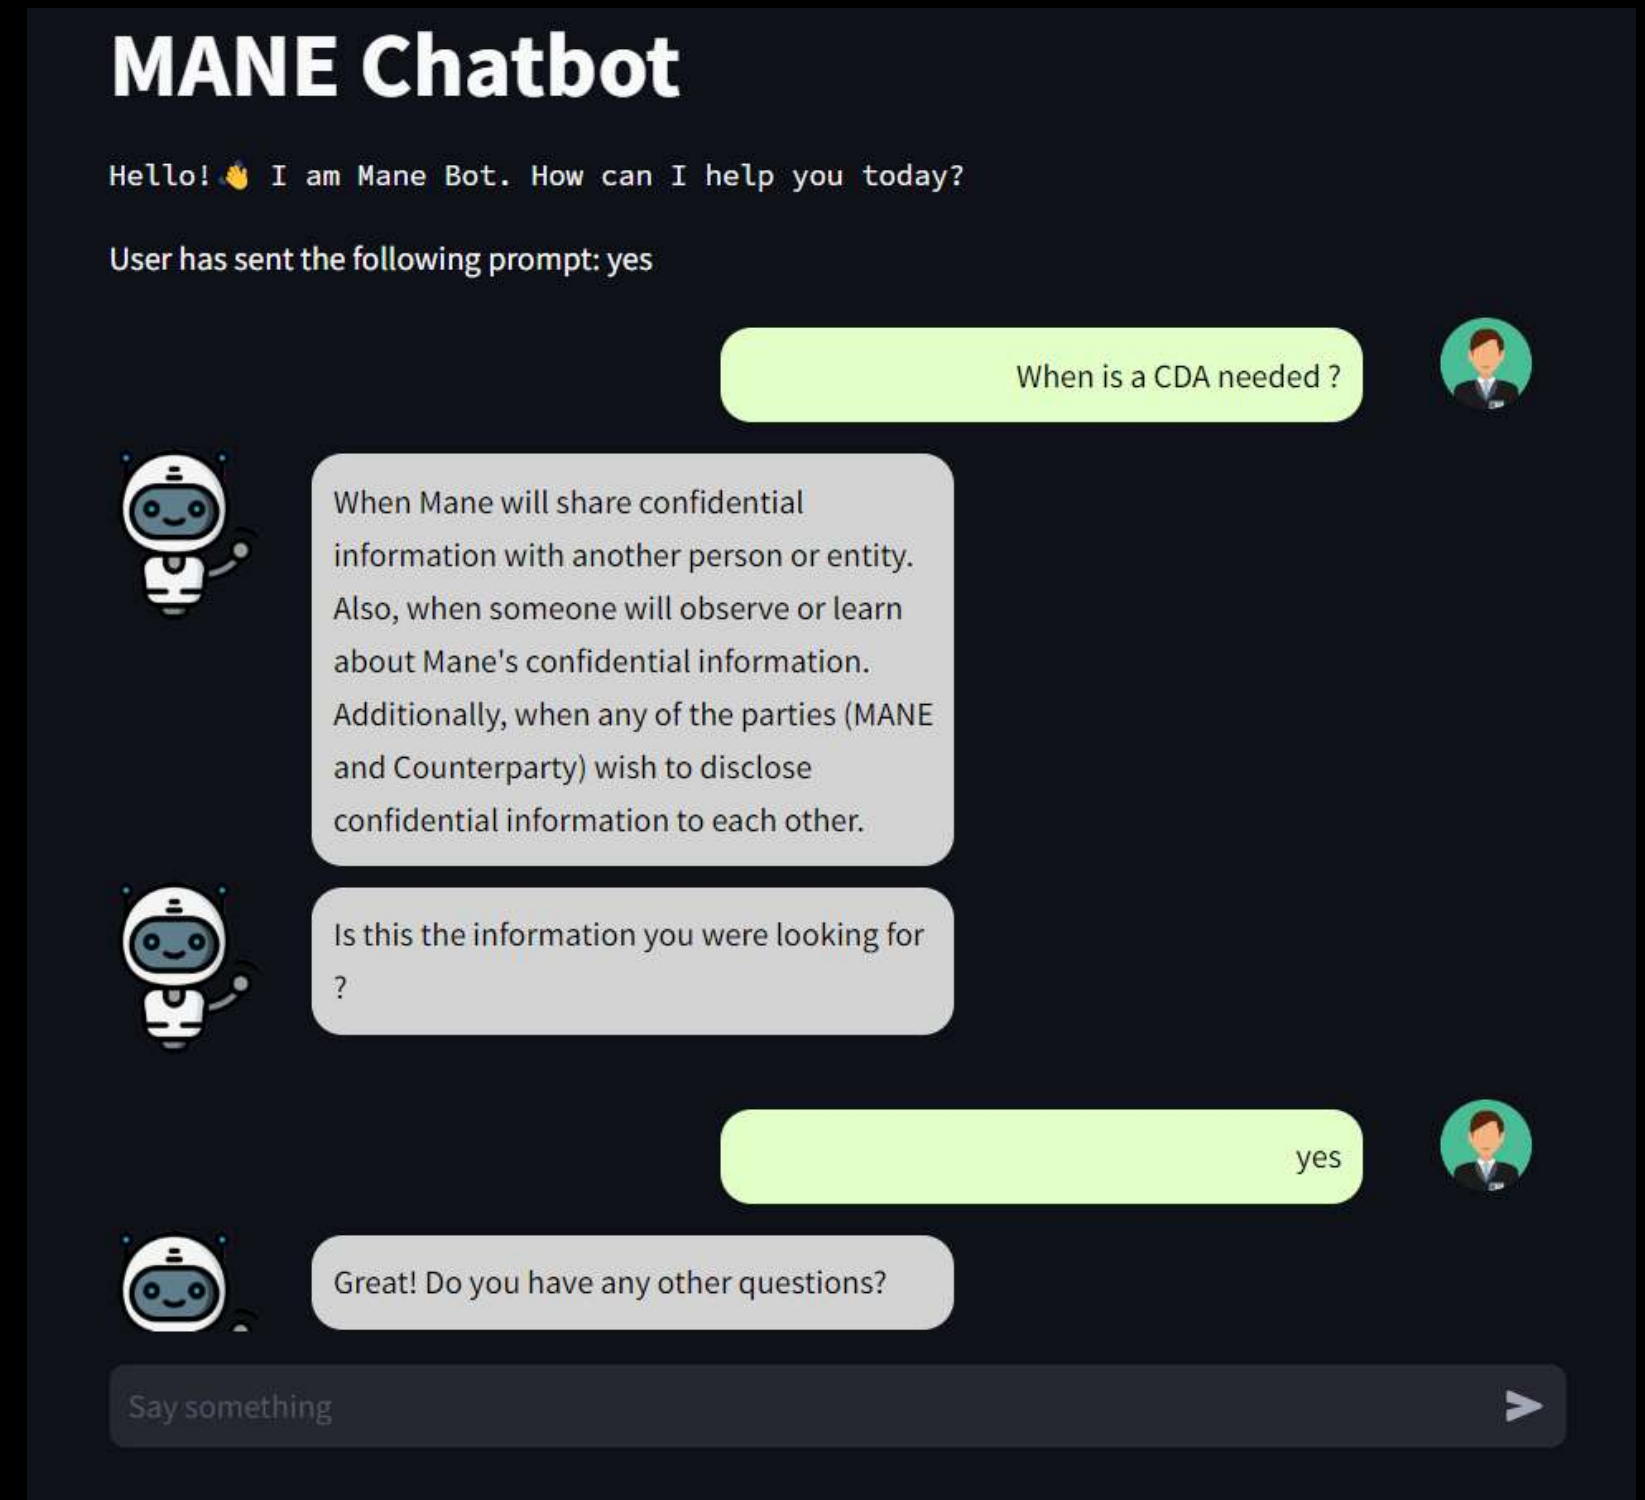 MANE Chatbot
Hello!👋 I am Mane Bot. How can I help you today?
User has sent the following prompt: yes
When is a CDA needed ?
When Mane will share confidential
information with another person or entity.
Also, when someone will observe or learn
about Mane's confidential information.
Additionally, when any of the parties (MANE
and Counterparty) wish to disclose
confidential information to each other.
Is this the information you were looking for
?
yes
Great! Do you have any other questions?
Say something